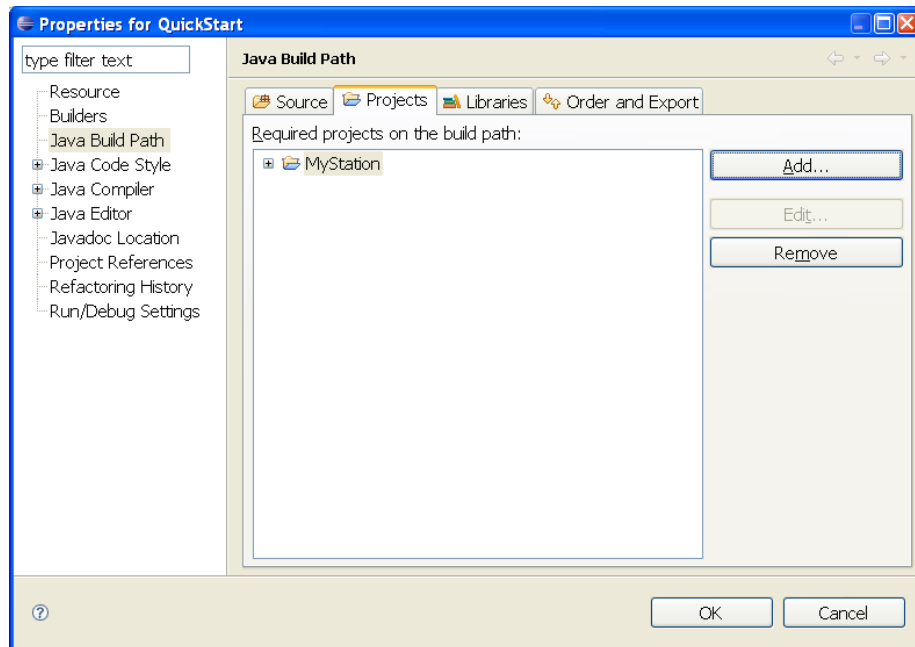 Properties for QuickStart
type filter text
Java Build Path
Resource
Builders
Java Build Path
Java Code Style
Java Compiler
Java Editor
Javadoc Location
Project References
Refactoring History
Run/Debug Settings
Source Projects Libraries Order and Export
Required projects on the build path:
MyStation
Add...
Edit...
Remove
OK Cancel